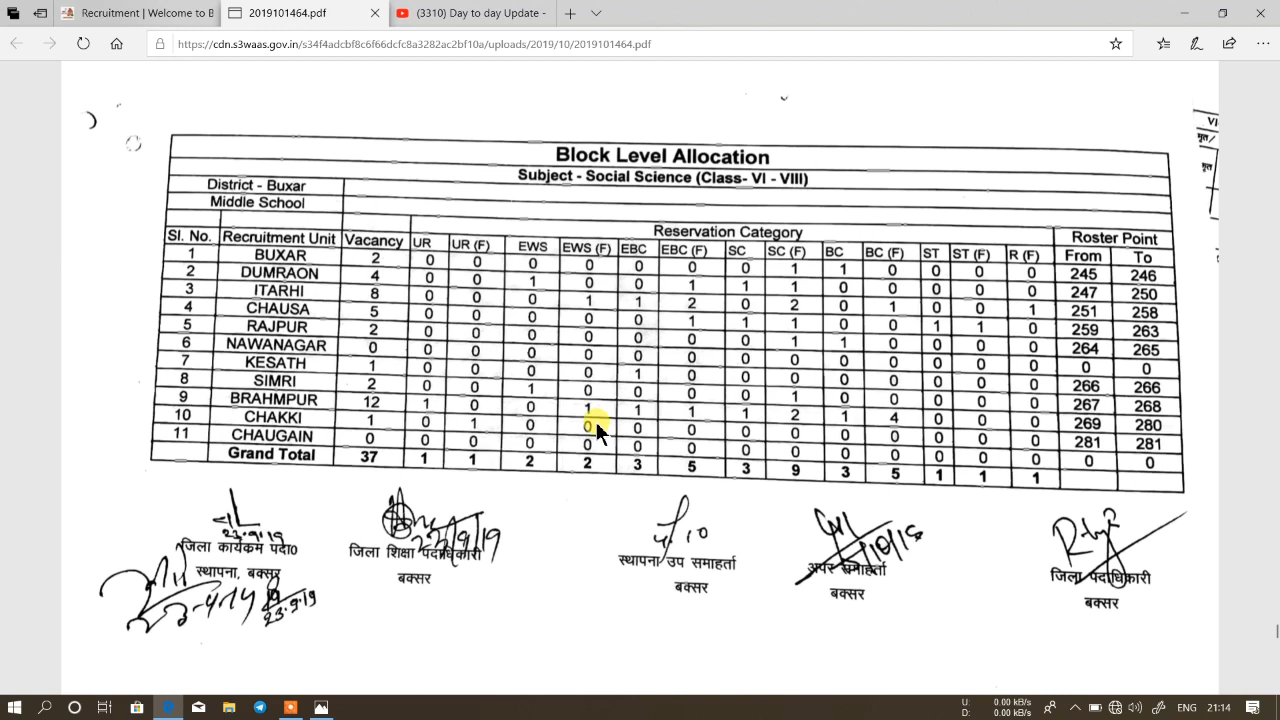 Recruitment | Welcome to B
2019101464.pdf
(3310) Day to day Update -
https://cdn.s3waas.gov.in/s34f4adcbf8c6f66dcfc8a3282ac2bf10a/uploads/2019/10/2019101464.pdf
Block Level Allocation
Subject - Social Science (Class- VI - VIII)
District - Buxar
Middle School
Reservation Category
Roster Point
Sl. No. Recruitment Unit Vacancy UR UR (F) EWS EWS (F) EBC EBC (F) SC SC (F) BC BC (F) ST ST (F) R (F) From To
1 BUXAR 2 0 0 0 0 0 0 0 1 1 0 0 0 0 245 246
2 DUMRAON 4 0 0 1 0 0 1 1 1 0 0 0 0 0 247 250
3 ITARHI 8 0 0 0 1 1 2 0 2 0 1 0 0 1 251 258
4 CHAUSA 5 0 0 0 0 0 1 1 1 0 0 1 1 0 259 263
5 RAJPUR 2 0 0 0 0 0 0 0 1 1 0 0 0 0 264 265
6 NAWANAGAR 0 0 0 0 0 0 0 0 0 0 0 0 0 0 0 0
7 KESATH 1 0 0 0 0 1 0 0 0 0 0 0 0 0 266 266
8 SIMRI 2 0 0 1 0 0 0 0 1 0 0 0 0 0 267 268
9 BRAHMPUR 12 1 0 0 1 1 1 1 2 1 4 0 0 0 269 280
10 CHAKKI 1 0 1 0 0 0 0 0 0 0 0 0 0 0 281 281
11 CHAUGAIN 0 0 0 0 0 0 0 0 0 0 0 0 0 0 0 0
Grand Total 37 1 1 2 2 3 5 3 9 3 5 1 1 1
23.9.19
जिला कार्यकम पदा०
स्थापना, बक्सर
23.9.19
जिला शिक्षा पदाधिकारी
बक्सर
स्थापना उप समाहर्ता
बक्सर
अपर समाहर्ता
बक्सर
जिला पदाधिकारी
बक्सर
U: 0.00 kB/s
D: 0.00 kB/s
ENG
21:14